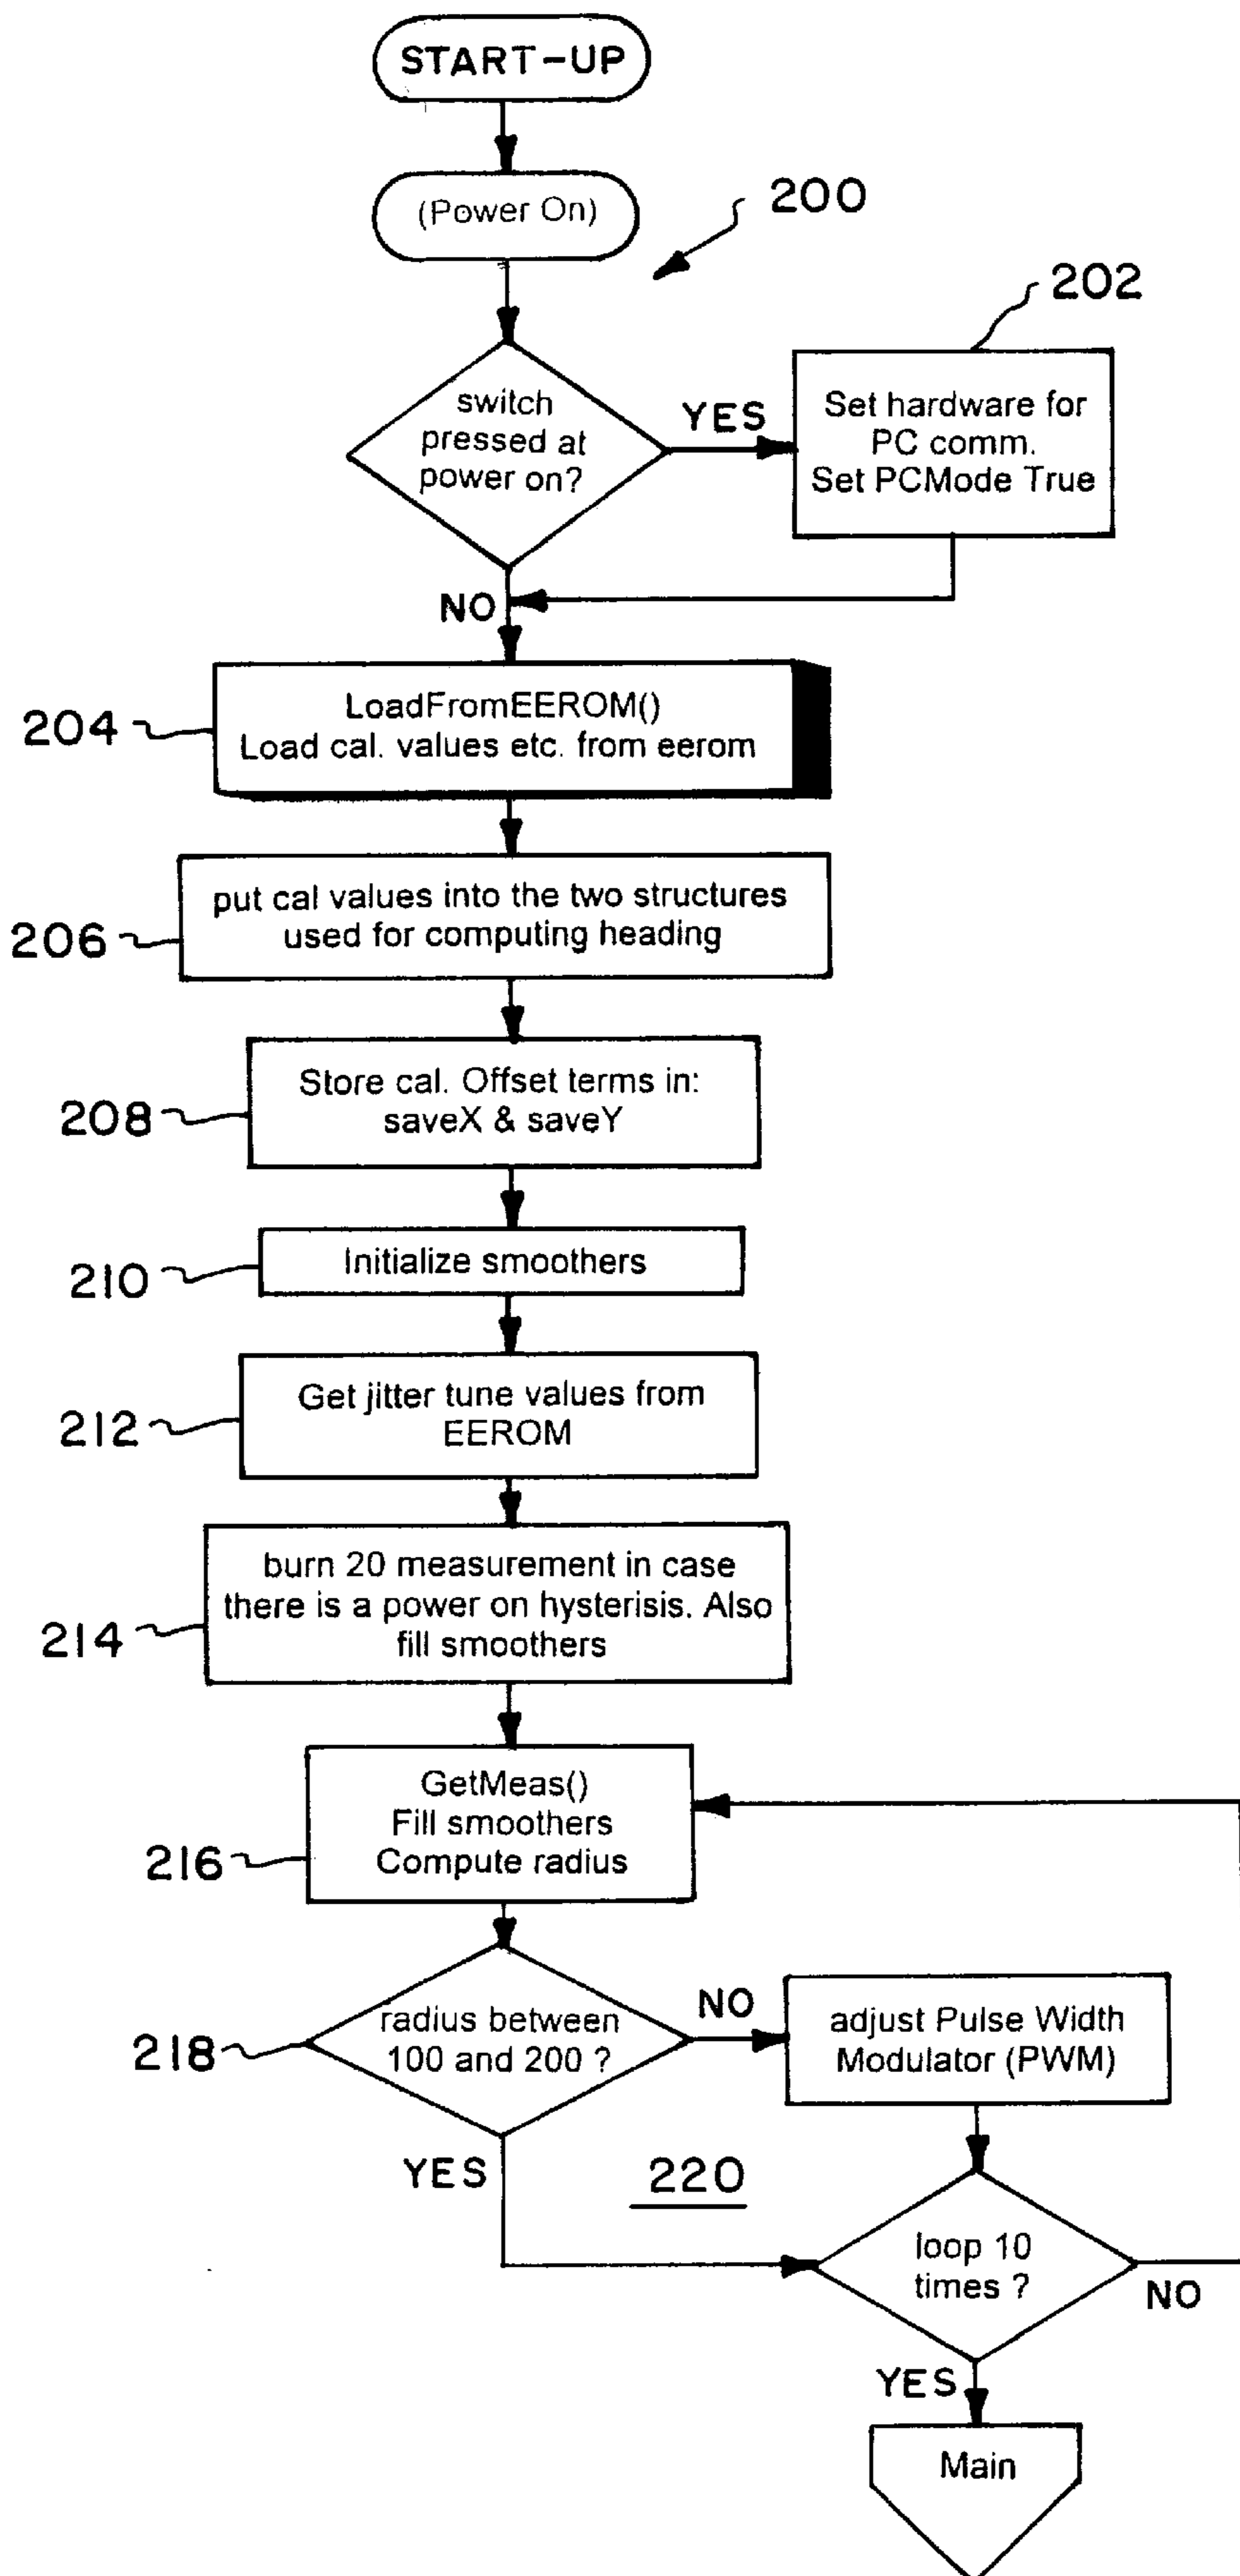 START-UP
(Power On)
200
202
switch
pressed at
power on?
YES
Set hardware for
PC comm.
Set PCMode True
NO
204
LoadFromEEROM()
Load cal. values etc. from eerom
206
put cal values into the two structures
used for computing heading
208
Store cal. Offset terms in:
saveX & saveY
210
Initialize smoothers
212
Get jitter tune values from
EEROM
214
burn 20 measurement in case
there is a power on hysterisis. Also
fill smoothers
216
GetMeas()
Fill smoothers
Compute radius
218
radius between
100 and 200 ?
NO
adjust Pulse Width
Modulator (PWM)
YES
220
loop 10
times ?
NO
YES
Main